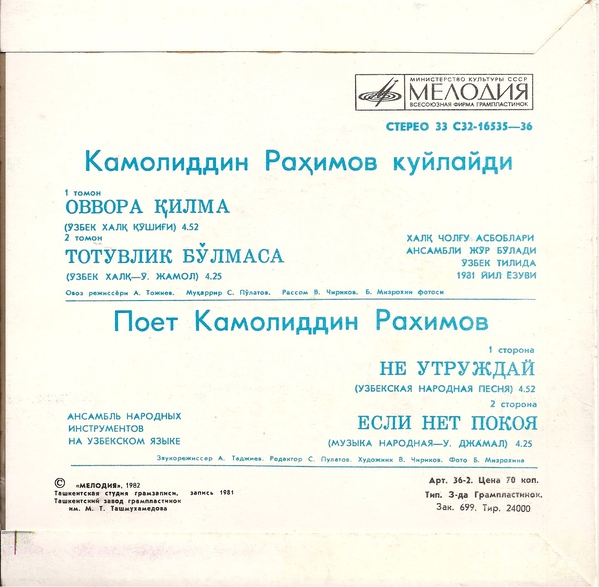 МИНИСТЕРСТВО КУЛЬТУРЫ СССР
МЕЛОДИЯ
ВСЕСОЮЗНАЯ ФИРМА ГРАМПЛАСТИНОК
СТЕРЕО 33 С32-16535—36
Камолиддин Раҳимов куйлайди
1 томон
ОВВОРА ҚИЛМА
(ЎЗБЕК ХАЛҚ ҚЎШИҒИ) 4.52
2 томон
ТОТУВЛИК БЎЛМАСА
(ЎЗБЕК ХАЛҚ—У. ЖАМОЛ) 4.25
ХАЛҚ ЧОЛҒУ АСБОБЛАРИ
АНСАМБЛИ ЖЎР БЎЛАДИ
ЎЗБЕК ТИЛИДА
1981 ЙИЛ ЁЗУВИ
Овоз режиссёри А. Тожиев. Муҳаррир С. Пўлатов. Рассом В. Чириков. Б. Мизрохин фотоси
Поет Камолиддин Рахимов
1 сторона
НЕ УТРУЖДАЙ
(УЗБЕКСКАЯ НАРОДНАЯ ПЕСНЯ) 4.52
2 сторона
ЕСЛИ НЕТ ПОКОЯ
(МУЗЫКА НАРОДНАЯ—У. ДЖАМАЛ) 4.25
АНСАМБЛЬ НАРОДНЫХ
ИНСТРУМЕНТОВ
НА УЗБЕКСКОМ ЯЗЫКЕ
Звукорежиссер А. Таджиев. Редактор С. Пулатов. Художник В. Чириков. Фото Б. Мизрохина
© «МЕЛОДИЯ», 1982
Ташкентская студия грамзаписи, запись 1981
Ташкентский завод грампластинок
им. М. Т. Ташмухамедова
Арт. 36-2. Цена 70 коп.
Тип. З-да Грампластинок.
Зак. 699. Тир. 24000